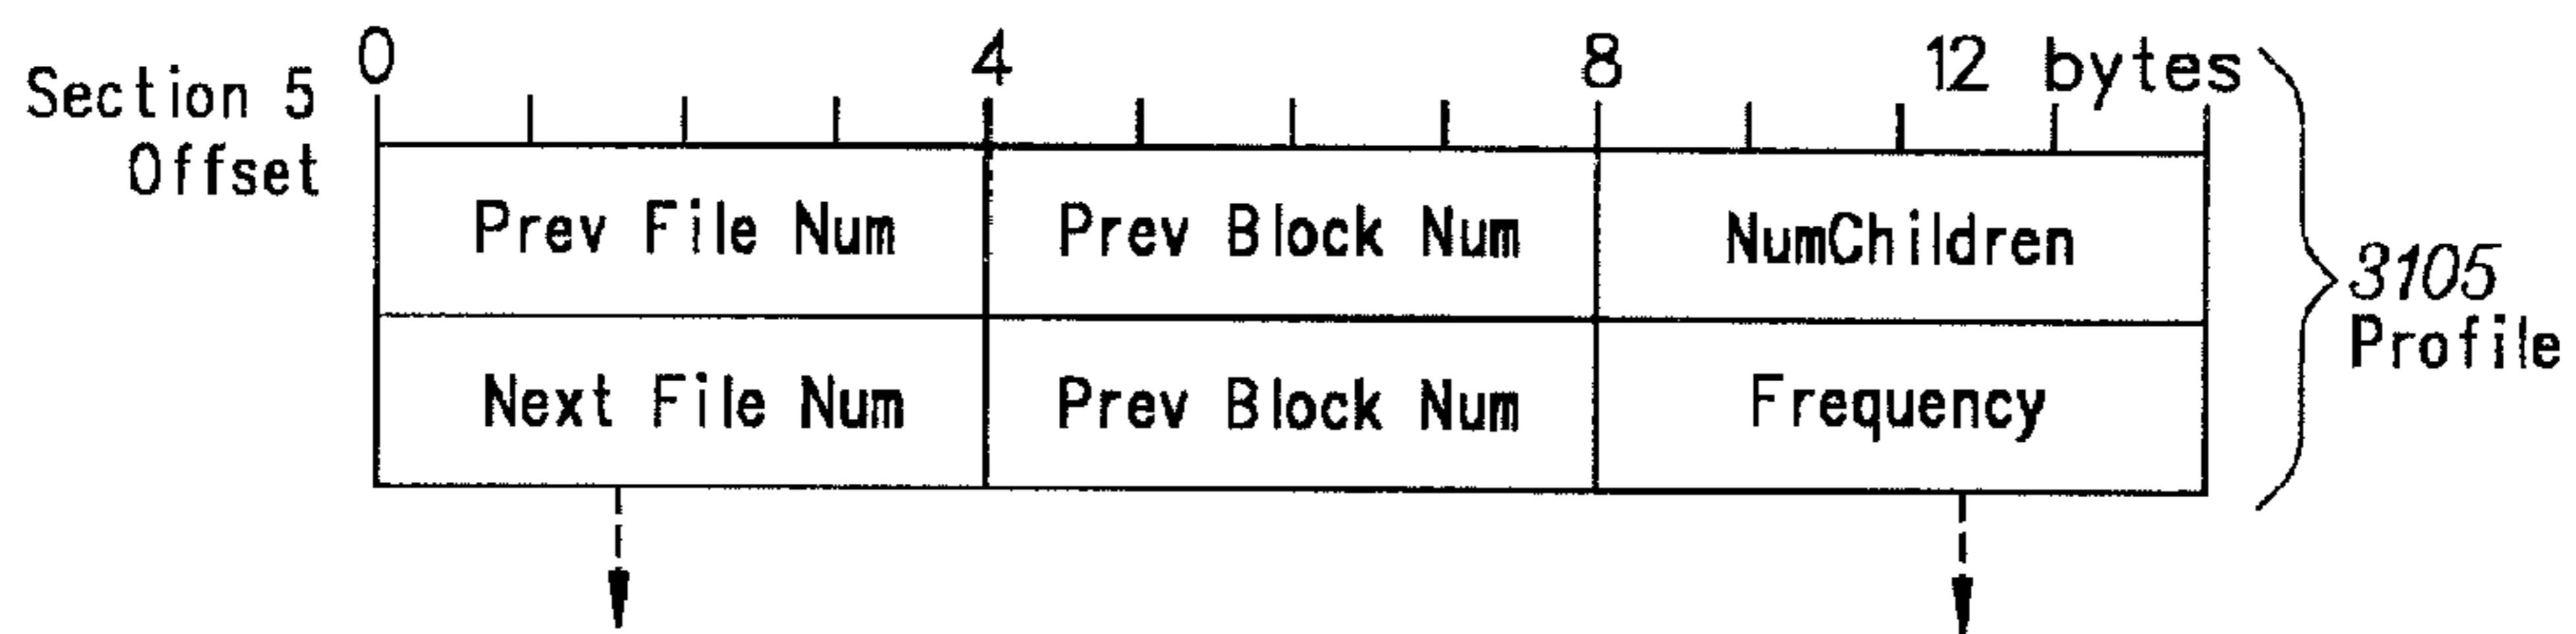 0 4 8 12 bytes
Section 5
Offset
Prev File Num Prev Block Num NumChildren
3105
Profile
Next File Num Prev Block Num Frequency